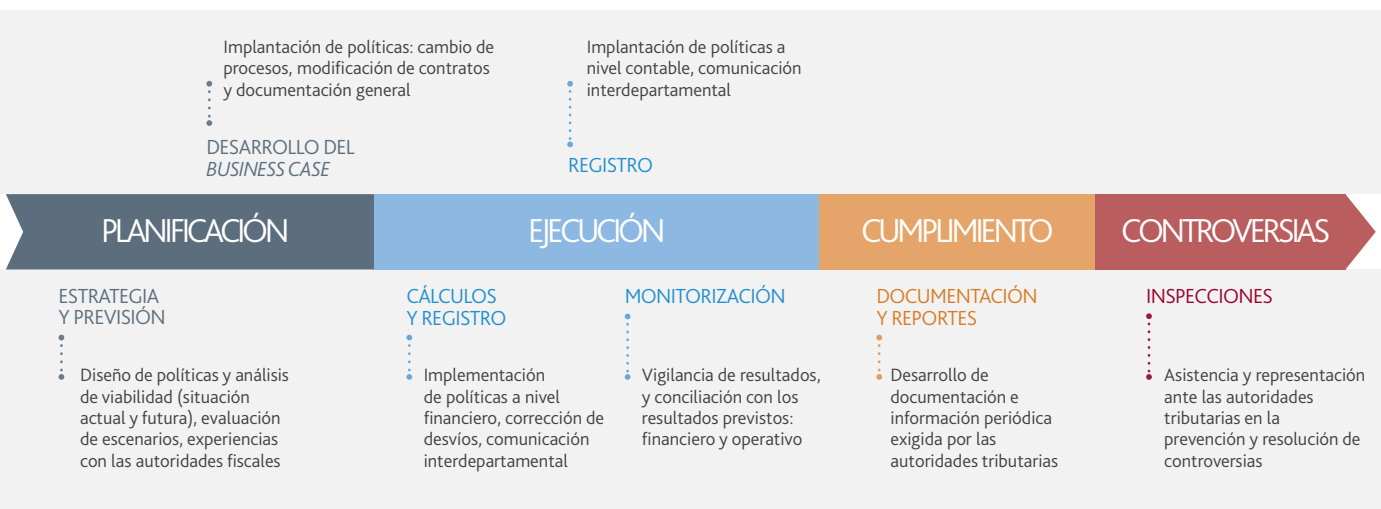 Implantación de políticas: cambio de
procesos, modificación de contratos
y documentación general
DESARROLLO DEL
BUSINESS CASE
Implantación de políticas a
nivel contable, comunicación
interdepartamental
REGISTRO
PLANIFICACIÓN
EJECUCIÓN
CUMPLIMIENTO
CONTROVERSIAS
ESTRATEGIA
Y PREVISIÓN
Diseño de políticas y análisis
de viabilidad (situación
actual y futura), evaluación
de escenarios, experiencias
con las autoridades fiscales
CÁLCULOS
Y REGISTRO
Implementación
de políticas a nivel
financiero, corrección de
desvíos, comunicación
interdepartamental
MONITORIZACIÓN
Vigilancia de resultados,
y conciliación con los
resultados previstos:
financiero y operativo
DOCUMENTACIÓN
Y REPORTES
Desarrollo de
documentación e
información periódica
exigida por las
autoridades tributarias
INSPECCIONES
Asistencia y representación
ante las autoridades
tributarias en la
prevención y resolución de
controversias